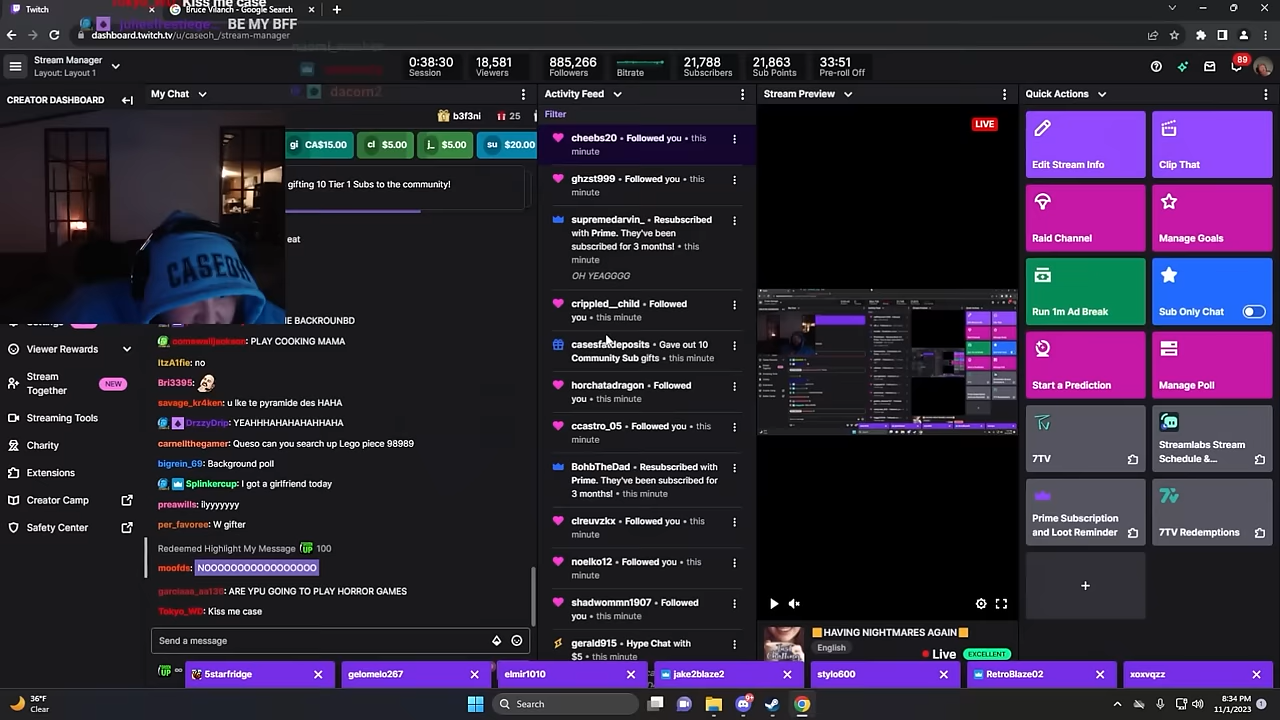 Twitch
Bruce Vilanch - Google Search
Kiss me case
BE MY BFF
dashboard.twitch.tv/u/caseoh_/stream-manager
dacorn2
Stream Manager
Layout: Layout 1
0:38:30
Session
18,581
Viewers
885,266
Followers
Bitrate
21,788
Subscribers
21,863
Sub Points
33:51
Pre-roll Off
89
CREATOR DASHBOARD
My Chat
Activity Feed
Stream Preview
Quick Actions
b3f3ni
25
gi CA$15.00
cl $5.00
j_ $5.00
su $20.00
gifting 10 Tier 1 Subs to the community!
eat
CASEOH
PLAY COOKING MAMA
ItzA1fie: no
Bri3395:
savage_kr4ken: u lke te pyramide des HAHA
DrzzyDrip: YEAHHHAHAHAHAHHAHA
carnellthegamer: Queso can you search up Lego piece 98989
bigrein_69: Background poll
Splinkercup: I got a girlfriend today
preawills: ilyyyyyyy
per_favoree: W gifter
Redeemed Highlight My Message UP 100
moofds: NOOOOOOOOOOOOOOOOO
ARE YPU GOING TO PLAY HORROR GAMES
Tokyo_WD: Kiss me case
Send a message
UP
Viewer Rewards
Stream
Together
NEW
Streaming Tools
Charity
Extensions
Creator Camp
Safety Center
Filter
cheebs20 • Followed you • this
minute
ghzst999 • Followed you • this
minute
supremedarvin_ • Resubscribed
with Prime. They've been
subscribed for 3 months! • this
minute
OH YEAGGGG
crippled__child • Followed
you • this minute
Gave out 10
Community Sub gifts • this minute
horchatadragon • Followed
you • this minute
ccastro_05 • Followed you • this
minute
BohbTheDad • Resubscribed with
Prime. They've been subscribed for
3 months! • this minute
clreuvzkx • Followed you • this
minute
noelko12 • Followed you • this
minute
shadwominmn1907 • Followed
you • this minute
gerald915 • Hype Chat with
$5 • this minute
LIVE
HAVING NIGHTMARES AGAIN
English
Live
EXCELLENT
Edit Stream Info
Clip That
Raid Channel
Manage Goals
Run 1m Ad Break
Sub Only Chat
Start a Prediction
Manage Poll
7TV
Streamlabs Stream
Schedule &...
Prime Subscription
and Loot Reminder
7TV Redemptions
5starfridge
gelomelo267
elmir1010
jake2blaze2
stylo600
RetroBlaze02
xoxvqzz
36°F
Clear
Search
8:34 PM
11/1/2023